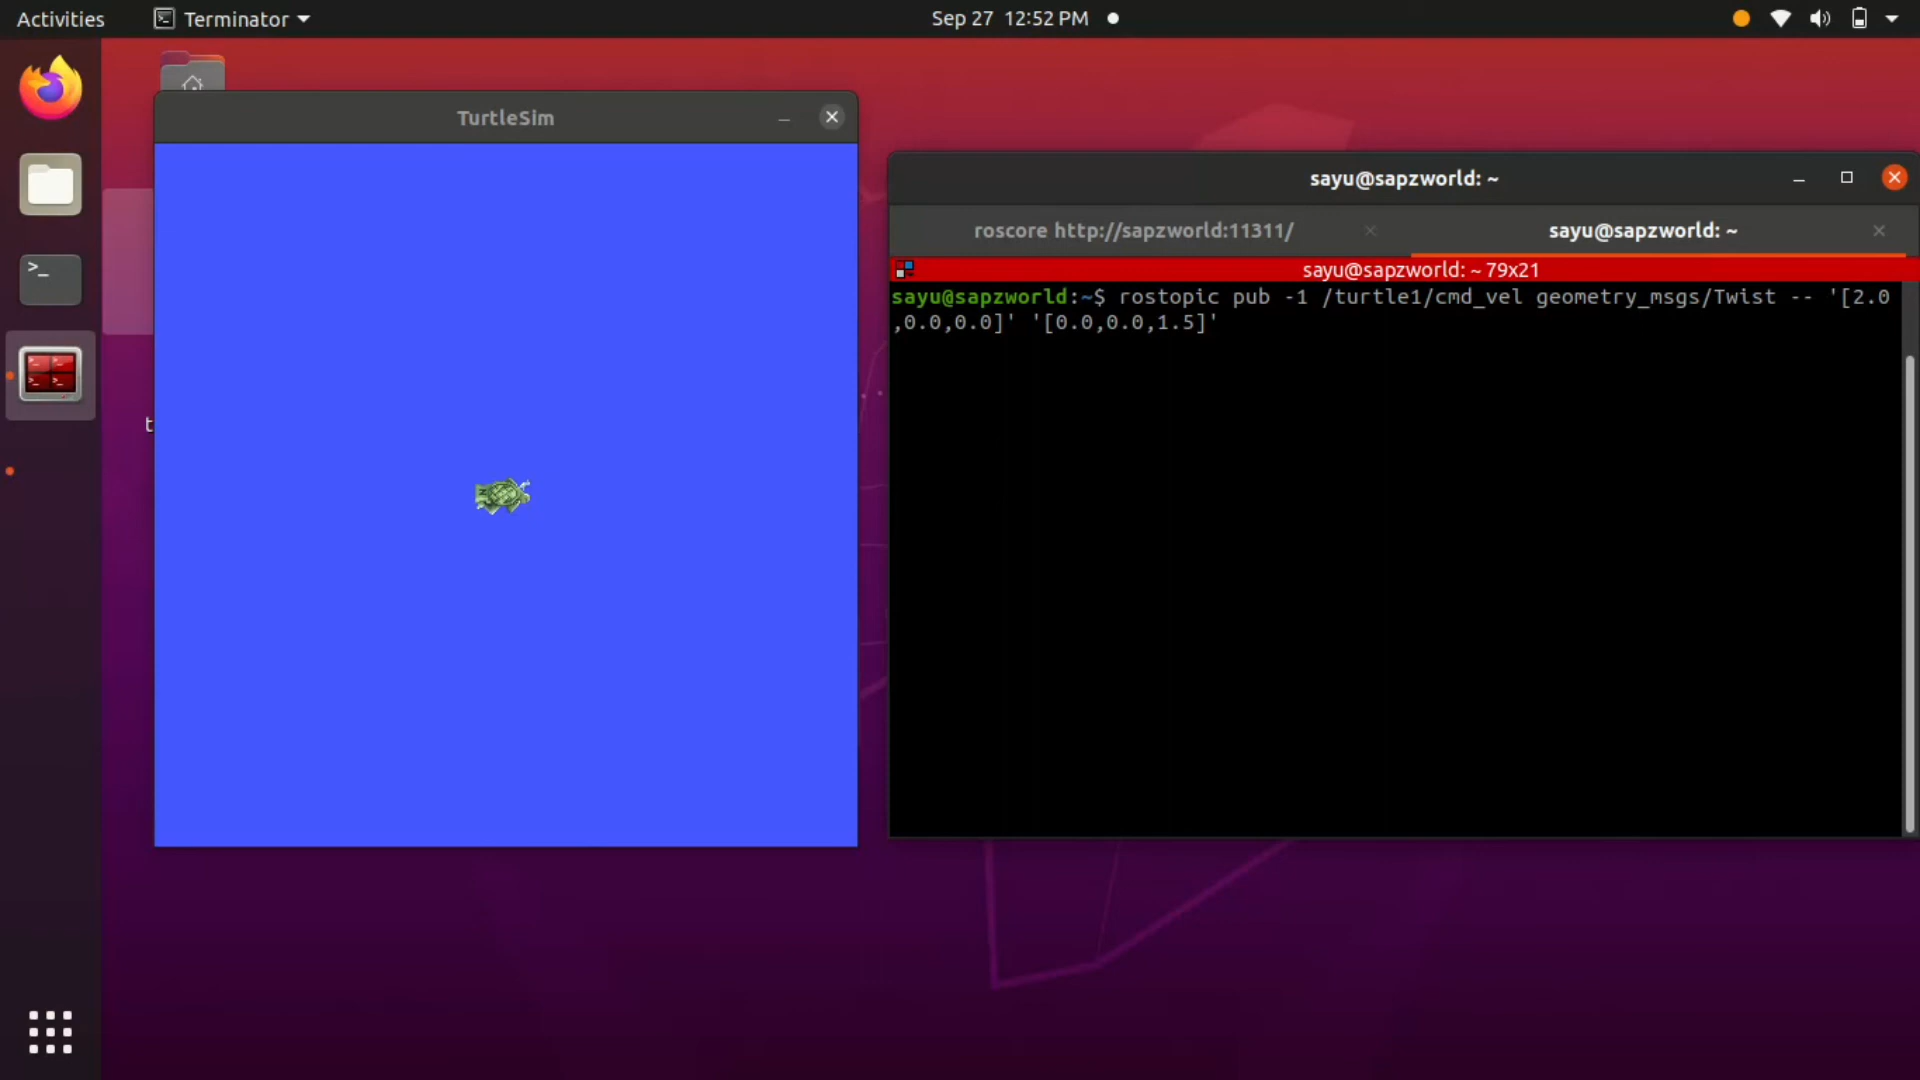 Activities
Terminator
Sep 27 12:52 PM
TurtleSim
sayu@sapzworld: ~
roscore http://sapzworld:11311/
sayu@sapzworld: ~
sayu@sapzworld: ~ 79x21
sayu@sapzworld:~$ rostopic pub -1 /turtle1/cmd_vel geometry_msgs/Twist -- '[2.0
,0.0,0.0]' '[0.0,0.0,1.5]'
t